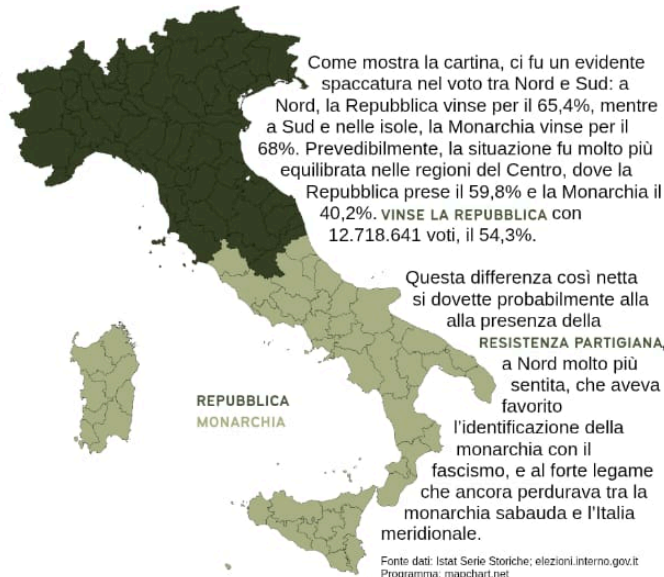 Come mostra la cartina, ci fu un evidente
spaccatura nel voto tra Nord e Sud: a
Nord, la Repubblica vinse per il 65,4%, mentre
a Sud e nelle isole, la Monarchia vinse per il
68%. Prevedibilmente, la situazione fu molto più
equilibrata nelle regioni del Centro, dove la
Repubblica prese il 59,8% e la Monarchia il
40,2%. VINSE LA REPUBBLICA con
12.718.641 voti, il 54,3%.
Questa differenza così netta
si dovette probabilmente alla
alla presenza della
RESISTENZA PARTIGIANA,
a Nord molto più
sentita, che aveva
favorito
l'identificazione della
monarchia con il
fascismo, e al forte legame
che ancora perdurava tra la
monarchia sabauda e l'Italia
meridionale.
REPUBBLICA
MONARCHIA
Fonte dati: Istat Serie Storiche; elezioni.interno.gov.it
Programma: mapchart.net